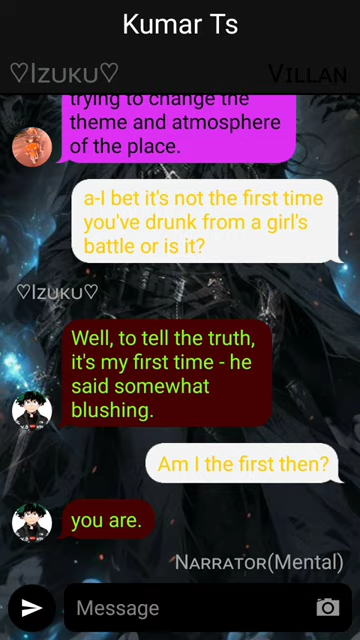 Kumar Ts
♡Izuku♡ Villan
trying to change the
theme and atmosphere
of the place.
a-I bet it's not the first time
you've drunk from a girl's
battle or is it?
♡Izuku♡
Well, to tell the truth,
it's my first time - he
said somewhat
blushing.
Am I the first then?
you are.
Narrator(Mental)
Message